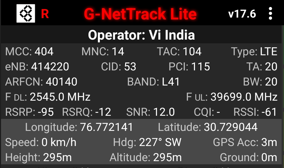 R G-NetTrack Lite v17.6
Operator: Vi India
MCC: 404 MNC: 14 TAC: 104 Type: LTE
eNB: 414220 CID: 53 PCI: 115 TA: 20
ARFCN: 40140 BAND: L41 BW: 20
F DL: 2545.0 MHz F UL: 39699.0 MHz
RSRP: -95 RSRQ: -12 SNR: 12.0 CQI: - RSSI: -61
Longitude: 76.772141 Latitude: 30.729044
Speed: 0 km/h Hdg: 227° SW GPS Acc: 3m
Height: 295m Altitude: 295m Ground: 0m